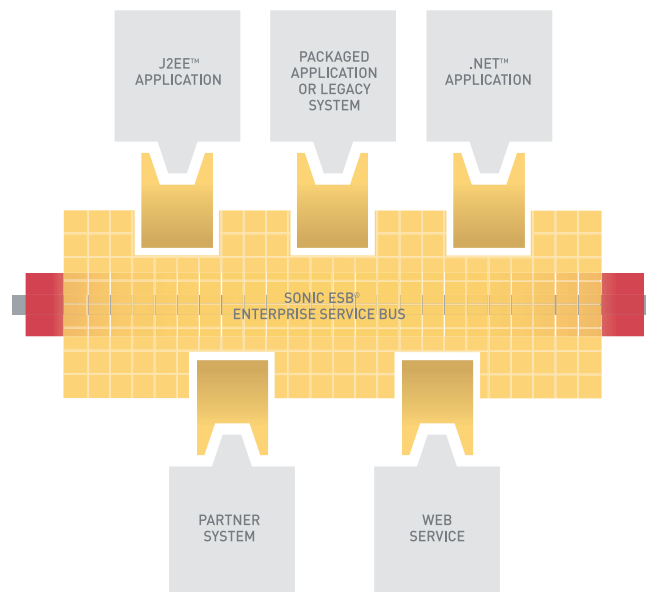 J2EE™
APPLICATION
PACKAGED
APPLICATION
OR LEGACY
SYSTEM
.NET™
APPLICATION
SONIC ESB®
ENTERPRISE SERVICE BUS
PARTNER
SYSTEM
WEB
SERVICE